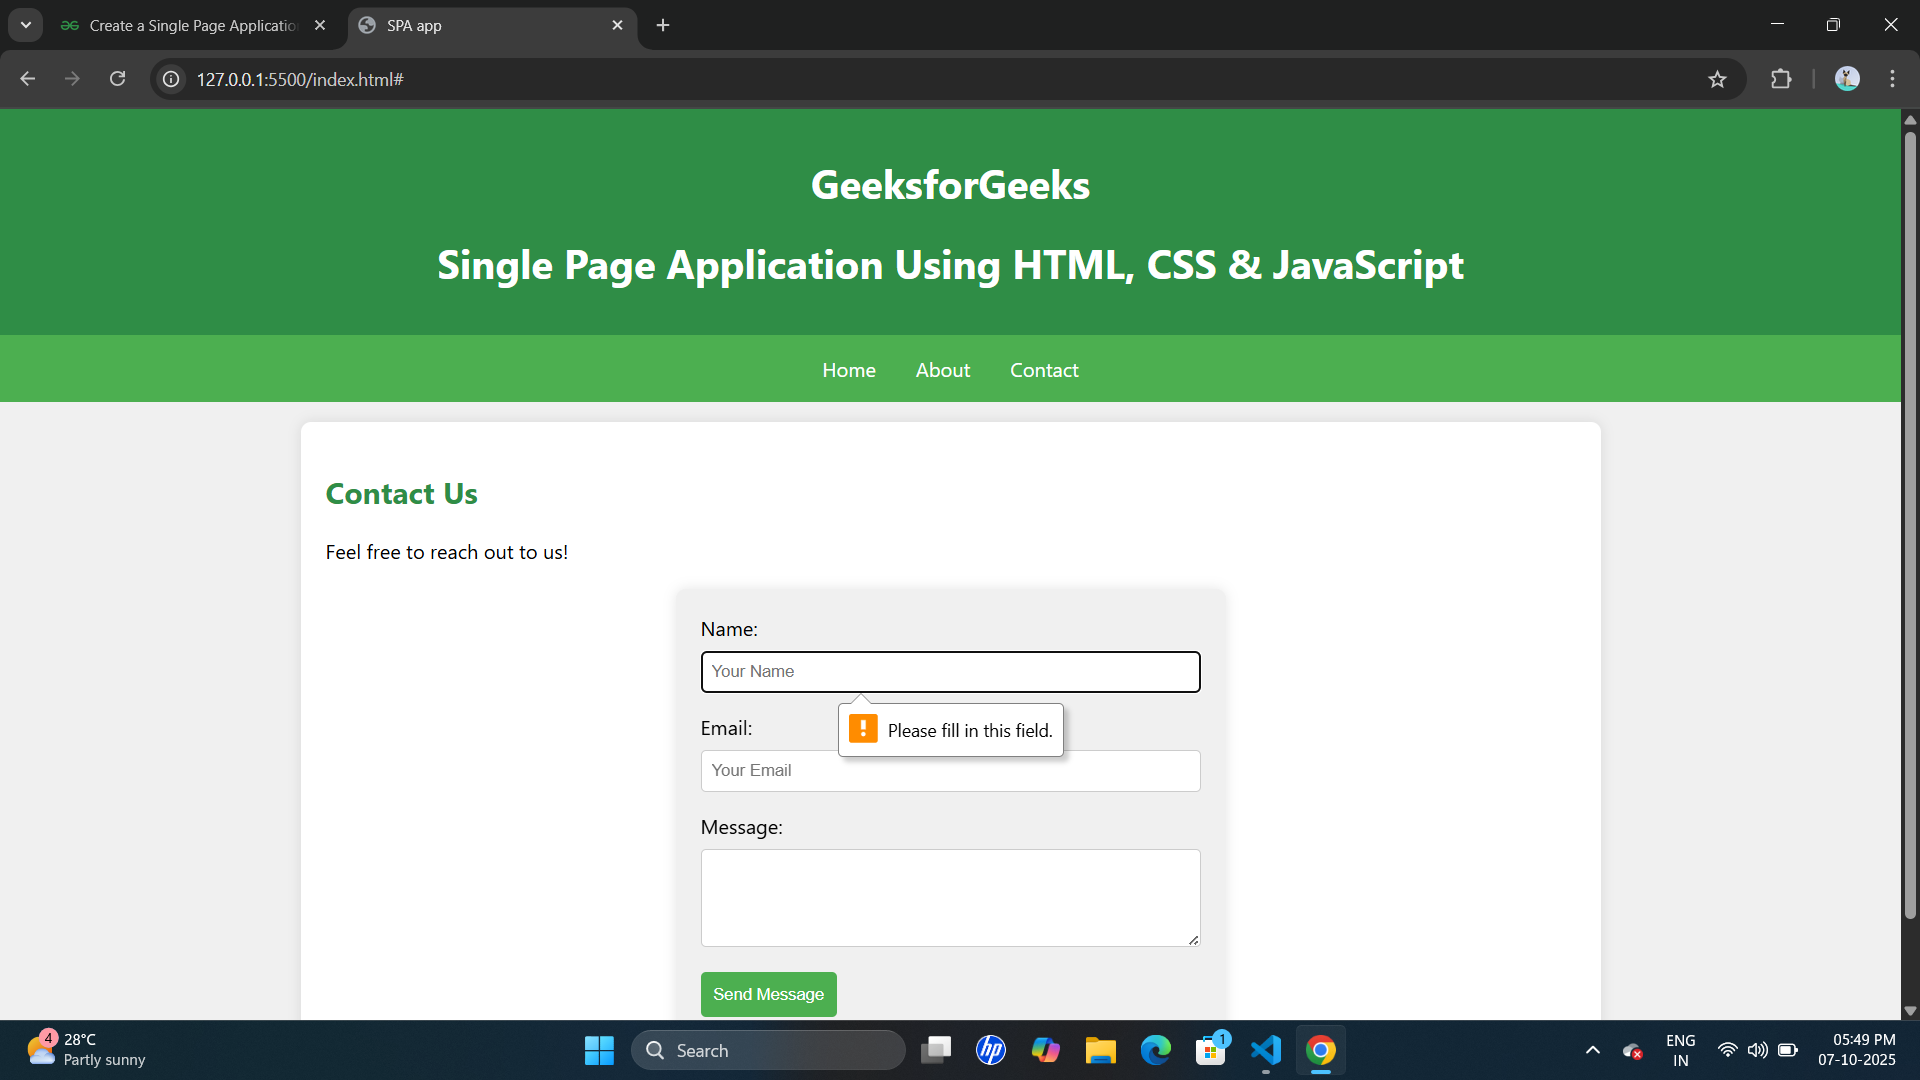 Create a Single Page Applicatio
SPA app
127.0.0.1:5500/index.html#
GeeksforGeeks
Single Page Application Using HTML, CSS & JavaScript
Home About Contact
Contact Us
Feel free to reach out to us!
Name:
Your Name
Please fill in this field.
Email:
Your Email
Message:
Send Message
4
28°C
Partly sunny
Search
hp
1
ENG
IN
05:49 PM
07-10-2025